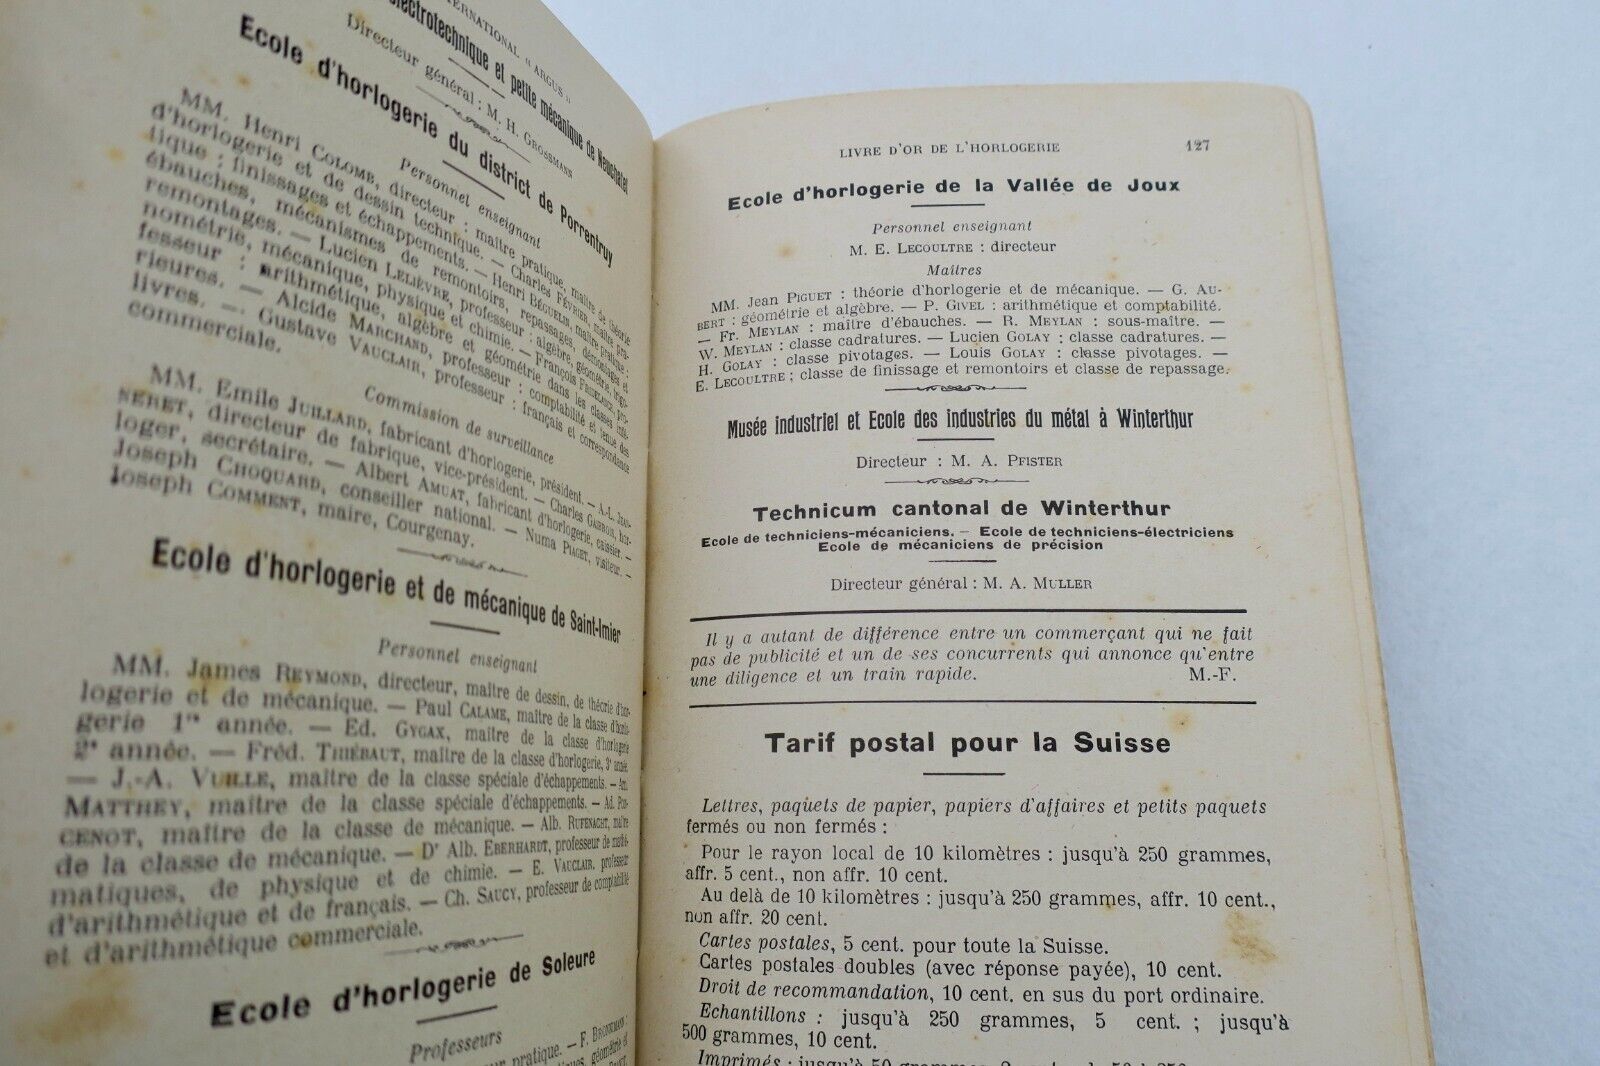 ERNATIONAL « ARGUS »
électrotechnique et petite mécanique de Neuchâtel
Directeur général : M. H. GROSSMANN
Ecole d'horlogerie du district de Porrentruy
Personnel enseignant
MM. Henri COLOMB, directeur : maître pratique, maître de théorie
d'horlogerie et de dessin technique. — Charles FÉVRIER, maître pra-
tique : finissages et échappements. — Henri BÉGUELIN, maître pratique :
ébauches, mécanismes de remontoirs, repassages, démontages et
remontages. — Lucien LELIÈVRE, professeur : algèbre, géométrie, trigo-
nométrie, mécanique, physique et chimie. — François pro-
fesseur : arithmétique, algèbre et géométrie dans les classes infé-
rieures. — Alcide MARCHAND, professeur : comptabilité et tenue des
livres. — Gustave VAUCLAIR, professeur : français et correspondance
commerciale.
Commission de surveillance
MM. Emile JUILLARD, fabricant d'horlogerie, président. — A.-L. JEAN-
NERET, directeur de fabrique, vice-président. — Charles GARBOIS, hor-
loger, secrétaire. — Albert AMUAT, fabricant d'horlogerie, caissier. —
Joseph CHOQUARD, conseiller national. — Numa PIAGET, visiteur. —
Joseph COMMENT, maire, Courgenay.
Ecole d'horlogerie et de mécanique de Saint-Imier
Personnel enseignant
MM. James REYMOND, directeur, maître de dessin, de théorie d'hor-
logerie et de mécanique. — Paul CALAME, maître de la classe d'horlo-
gerie 1re année. — Ed. GYGAX, maître de la classe d'horlogerie
2e année. — Fréd. THIÉBAUT, maître de la classe d'horlogerie, 3e année.
— J.-A. VUILLE, maître de la classe spéciale d'échappements. —
MATTHEY, maître de la classe spéciale d'échappements. — Ad. PON-
CENOT, maître de la classe de mécanique. — Alb. RUFENACHT, maître
de la classe de mécanique. — Dr Alb. EBERHARDT, professeur de mathé-
matiques, de physique et de chimie. — E. VAUCLAIR, professeur
d'arithmétique et de français. — Ch. SAUCY, professeur de comptabilité
et d'arithmétique commerciale.
Ecole d'horlogerie de Soleure
Professeurs
pratique. — F. BRONKMANN :
géométrie et
LIVRE D'OR DE L'HORLOGERIE 127
Ecole d'horlogerie de la Vallée de Joux
Personnel enseignant
M. E. LECOULTRE : directeur
Maîtres
MM. Jean PIGUET : théorie d'horlogerie et de mécanique. — G. AU-
BERT : géométrie et algèbre. — P. GIVEL : arithmétique et comptabilité.
— Fr. MEYLAN : maître d'ébauches. — R. MEYLAN : sous-maître. —
W. MEYLAN : classe cadratures. — Lucien GOLAY : classe cadratures. —
H. GOLAY : classe pivotages. — Louis GOLAY : classe pivotages. —
E. LECOULTRE ; classe de finissage et remontoirs et classe de repassage.
Musée industriel et Ecole des industries du métal à Winterthur
Directeur : M. A. PFISTER
Technicum cantonal de Winterthur
Ecole de techniciens-mécaniciens. — Ecole de techniciens-électriciens
Ecole de mécaniciens de précision
Directeur général : M. A. MULLER
Il y a autant de différence entre un commerçant qui ne fait
pas de publicité et un de ses concurrents qui annonce qu'entre
une diligence et un train rapide. M.-F.
Tarif postal pour la Suisse
Lettres, paquets de papier, papiers d'affaires et petits paquets
fermés ou non fermés :
Pour le rayon local de 10 kilomètres : jusqu'à 250 grammes,
affr. 5 cent., non affr. 10 cent.
Au delà de 10 kilomètres : jusqu'à 250 grammes, affr. 10 cent.,
non affr. 20 cent.
Cartes postales, 5 cent. pour toute la Suisse.
Cartes postales doubles (avec réponse payée), 10 cent.
Droit de recommandation, 10 cent. en sus du port ordinaire.
Echantillons : jusqu'à 250 grammes, 5 cent. ; jusqu'à
500 grammes, 10 cent.
Imprimés : jusqu'à 50 grammes, 2 cent.